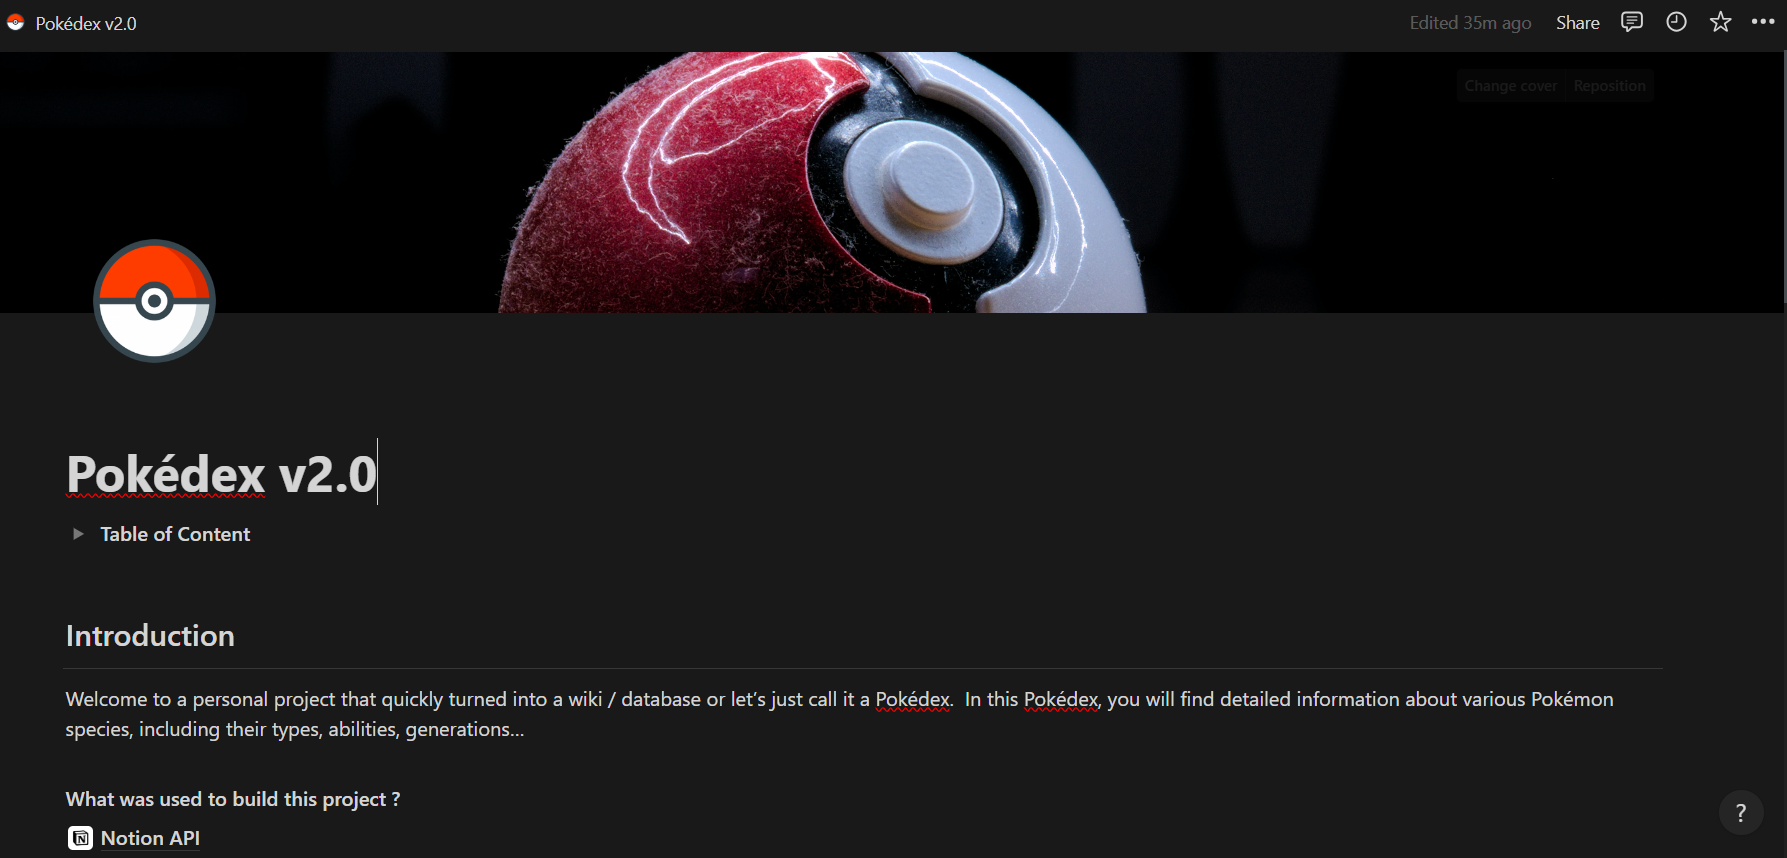 Pokédex v2.0
Edited 35m ago
Share
Change cover
Reposition
Pokédex v2.0
Table of Content
Introduction
Welcome to a personal project that quickly turned into a wiki / database or let’s just call it a Pokédex.  In this Pokédex, you will find detailed information about various Pokémon
species, including their types, abilities, generations...
What was used to build this project ?
Notion API
?